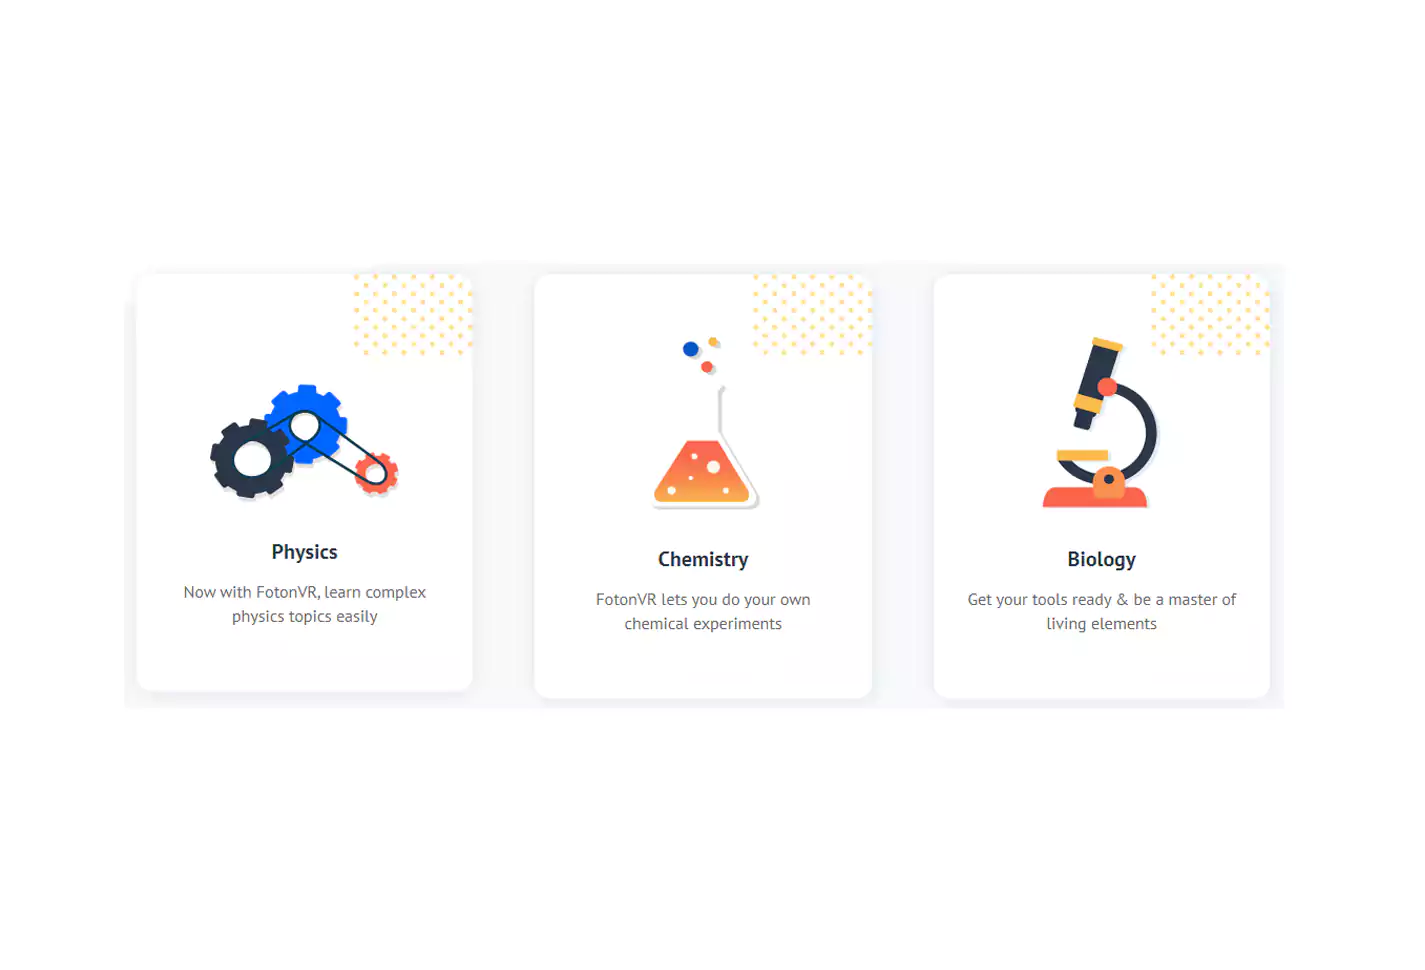 Physics
Now with FotonVR, learn complex
physics topics easily
Chemistry
FotonVR lets you do your own
chemical experiments
Biology
Get your tools ready & be a master of
living elements